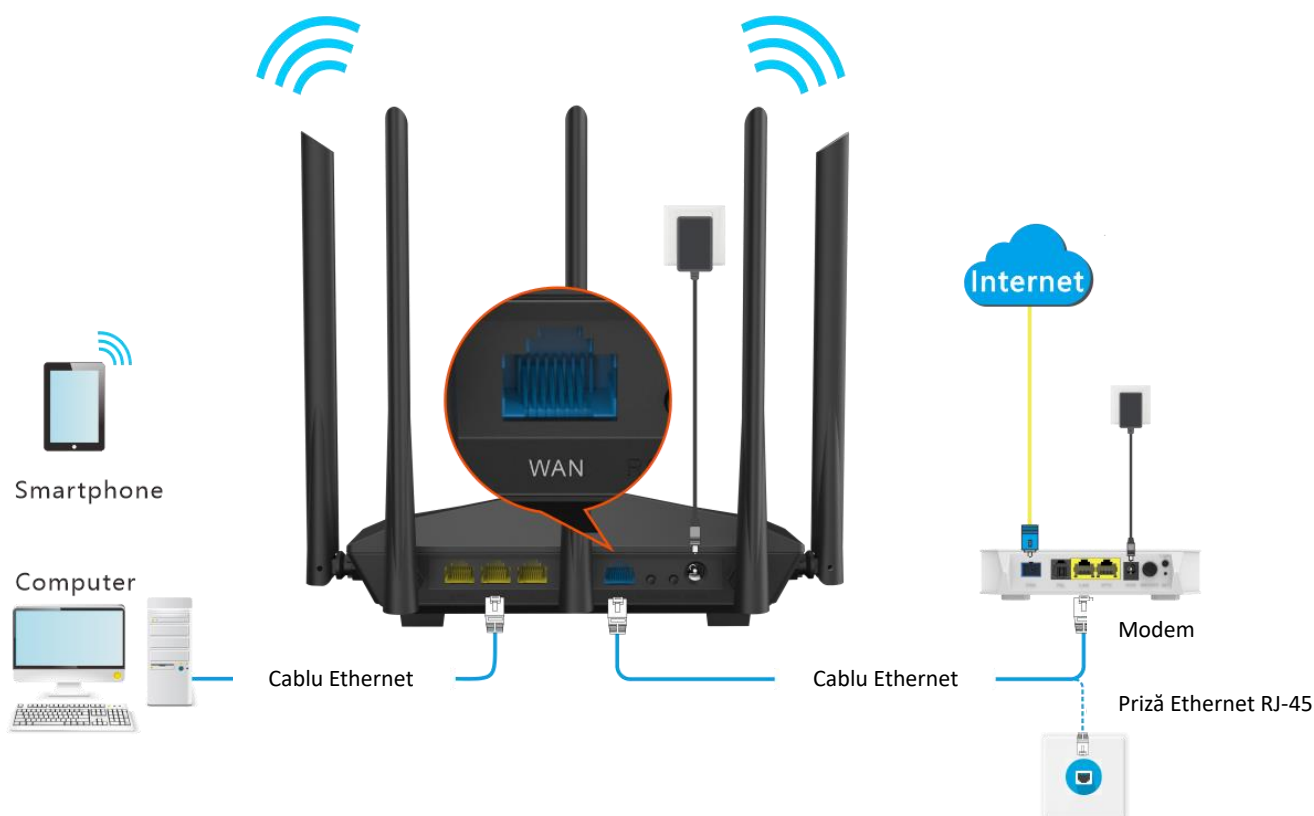 Internet
WAN
Smartphone
Computer
Cablu Ethernet
Cablu Ethernet
Modem
Priză Ethernet RJ-45